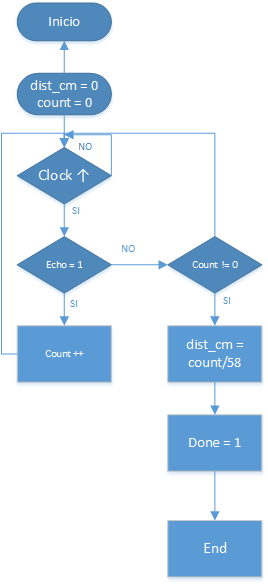 Inicio
dist_cm = 0
count = 0
NO
Clock ↑
SI
Echo = 1
NO
Count != 0
SI
SI
Count ++
dist_cm =
count/58
Done = 1
End